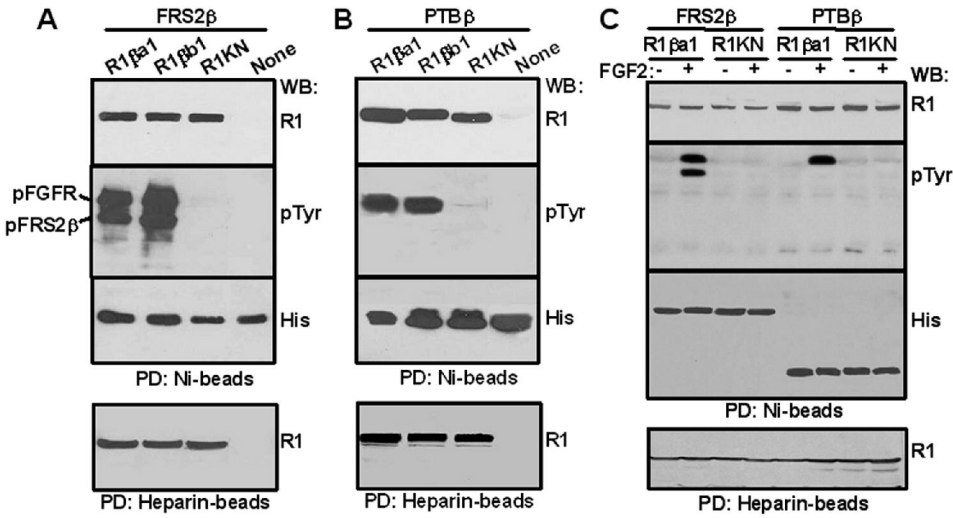 A
FRS2β
R1βa1 R1βb1 R1KN None
WB:
R1
pFGFR
pFRS2β
pTyr
His
PD: Ni-beads
R1
PD: Heparin-beads
B
PTBβ
R1βa1 R1βb1 R1KN None
WB:
R1
pTyr
His
PD: Ni-beads
R1
PD: Heparin-beads
C
FRS2β PTBβ
R1βa1 R1KN R1βa1 R1KN
FGF2: - + - + - + - +
WB:
R1
pTyr
His
PD: Ni-beads
R1
PD: Heparin-beads